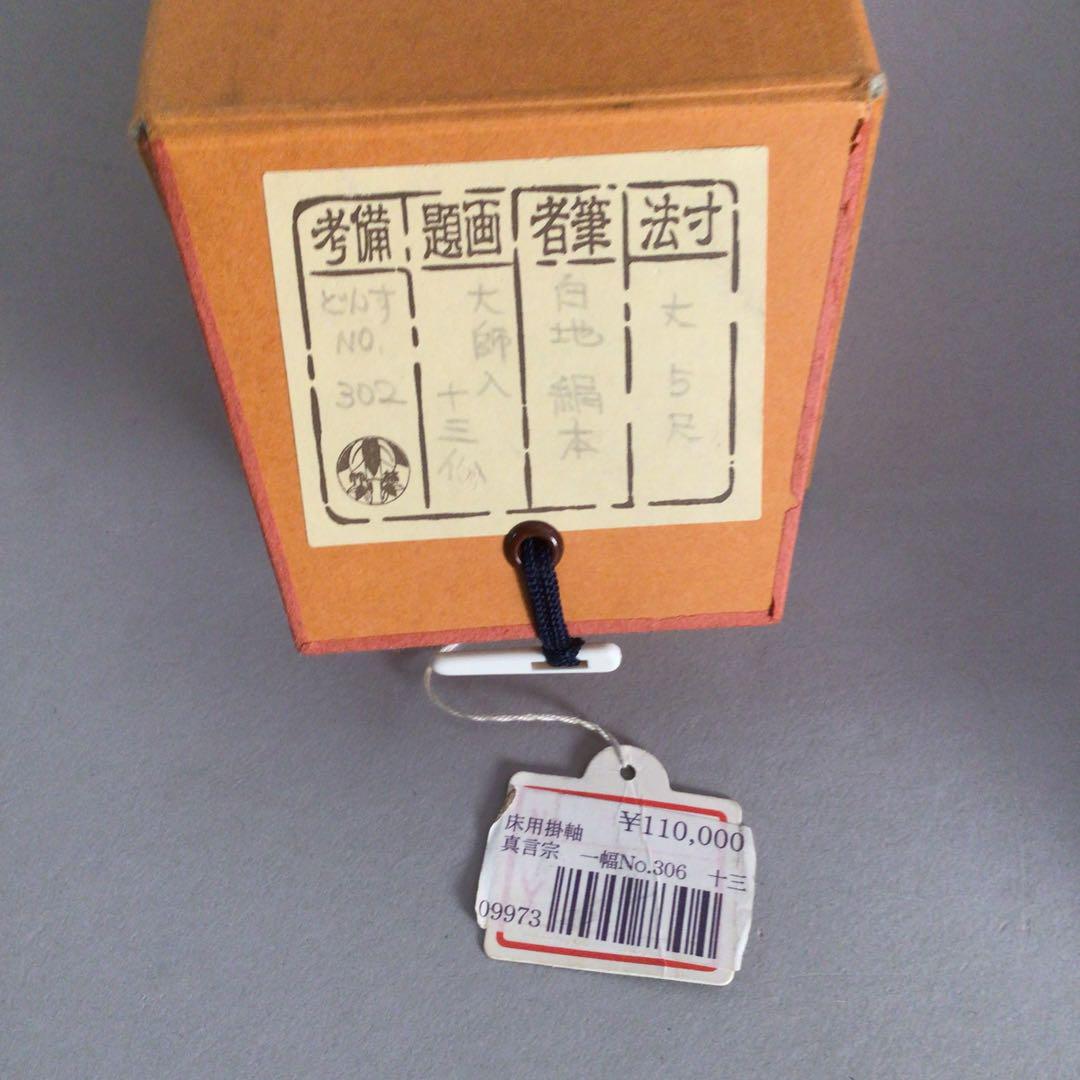 寸法
丈
5尺
筆者
白地
絹本
画題
大師入
十三仏
備考
どんす
NO.
302
床用掛軸 ¥110,000
真言宗 一幅No.306 十三
09973